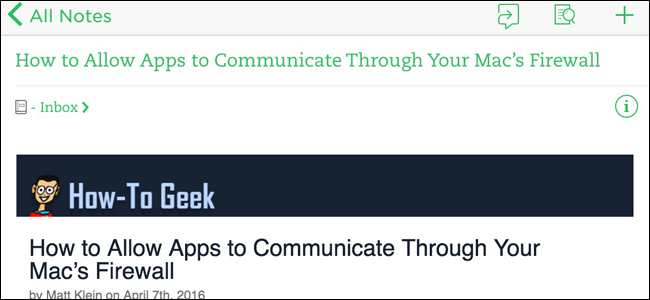 All Notes
How to Allow Apps to Communicate Through Your Mac’s Firewall
- Inbox
How-To Geek
How to Allow Apps to Communicate Through Your
Mac’s Firewall
by Matt Klein on April 7th, 2016